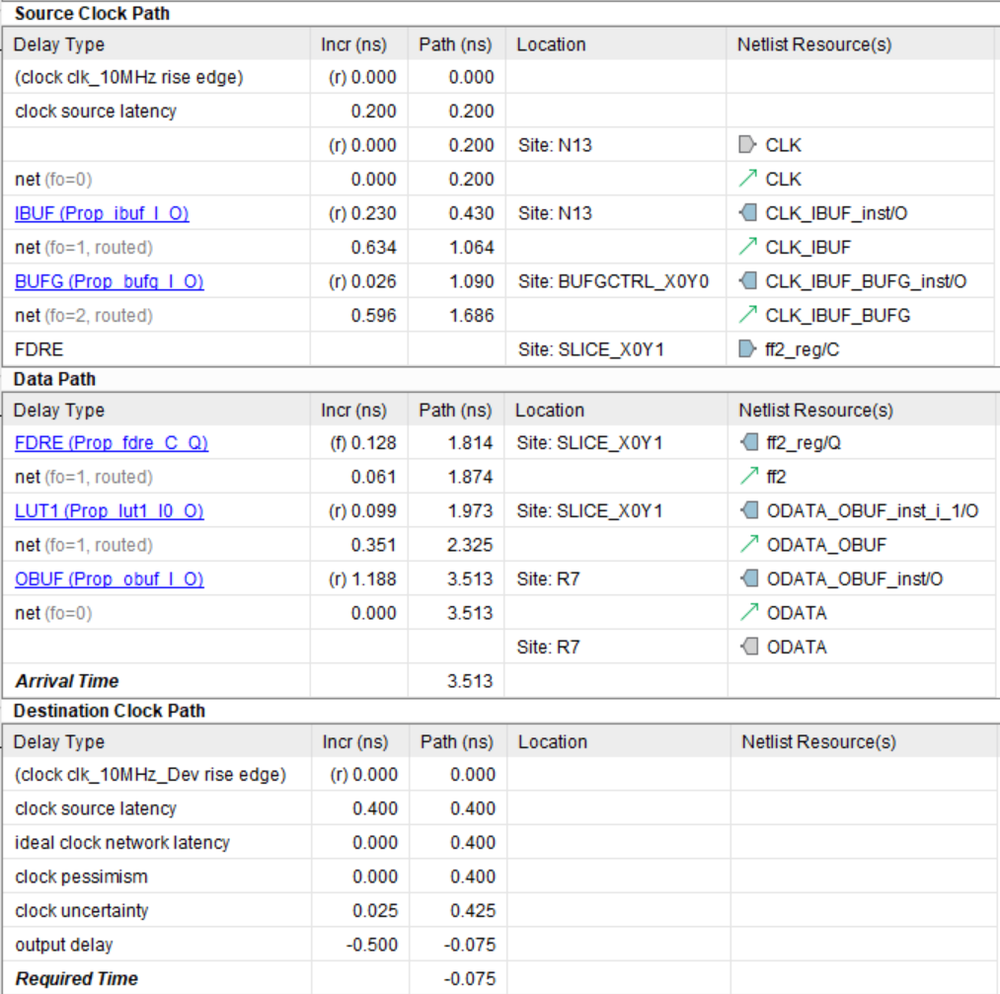 Source Clock Path
Delay Type Incr (ns) Path (ns) Location Netlist Resource(s)
(clock clk_10MHz rise edge) (r) 0.000 0.000
clock source latency 0.200 0.200
(r) 0.000 0.200 Site: N13 CLK
net (fo=0) 0.000 0.200 CLK
IBUF (Prop_ibuf_I_O) (r) 0.230 0.430 Site: N13 CLK_IBUF_inst/O
net (fo=1, routed) 0.634 1.064 CLK_IBUF
BUFG (Prop_bufg_I_O) (r) 0.026 1.090 Site: BUFGCTRL_X0Y0 CLK_IBUF_BUFG_inst/O
net (fo=2, routed) 0.596 1.686 CLK_IBUF_BUFG
FDRE Site: SLICE_X0Y1 ff2_reg/C
Data Path
Delay Type Incr (ns) Path (ns) Location Netlist Resource(s)
FDRE (Prop_fdre_C_Q) (f) 0.128 1.814 Site: SLICE_X0Y1 ff2_reg/Q
net (fo=1, routed) 0.061 1.874 ff2
LUT1 (Prop_lut1_I0_O) (r) 0.099 1.973 Site: SLICE_X0Y1 ODATA_OBUF_inst_i_1/O
net (fo=1, routed) 0.351 2.325 ODATA_OBUF
OBUF (Prop_obuf_I_O) (r) 1.188 3.513 Site: R7 ODATA_OBUF_inst/O
net (fo=0) 0.000 3.513 ODATA
Site: R7 ODATA
Arrival Time 3.513
Destination Clock Path
Delay Type Incr (ns) Path (ns) Location Netlist Resource(s)
(clock clk_10MHz_Dev rise edge) (r) 0.000 0.000
clock source latency 0.400 0.400
ideal clock network latency 0.000 0.400
clock pessimism 0.000 0.400
clock uncertainty 0.025 0.425
output delay -0.500 -0.075
Required Time -0.075